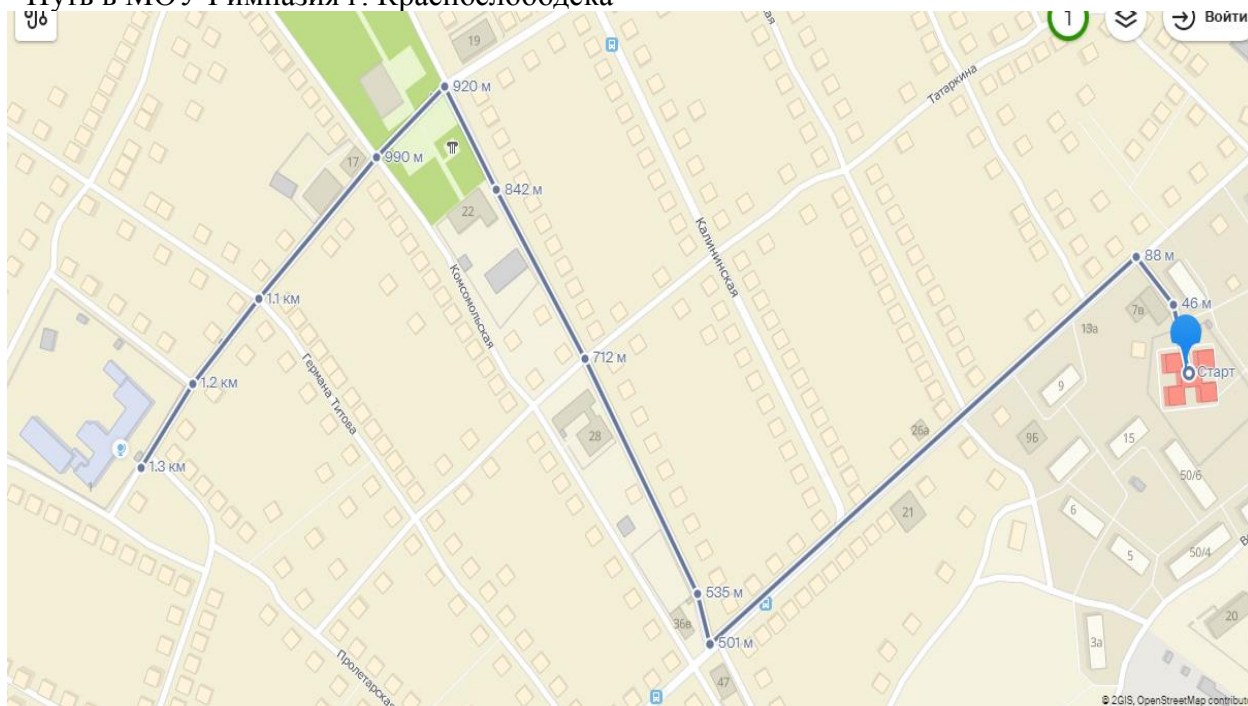 Путь в МОУ Гимназия г. Краснослободска
1
Войти
19
920 м
Татаркина
17
990 м
842 м
22
Калининская
88 м
46 м
7в
Комсомольская
1.1 км
13а
Старт
712 м
1.2 км
9
Германа Титова
26а
9б
28
15
1.3 км
50/6
21
6
5
50/4
535 м
36в
501 м
20
3а
Пролетарская
47
© 2GIS, OpenStreetMap contribut